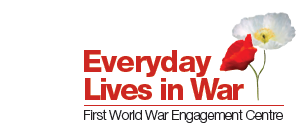 Everyday
Lives in War
First World War Engagement Centre